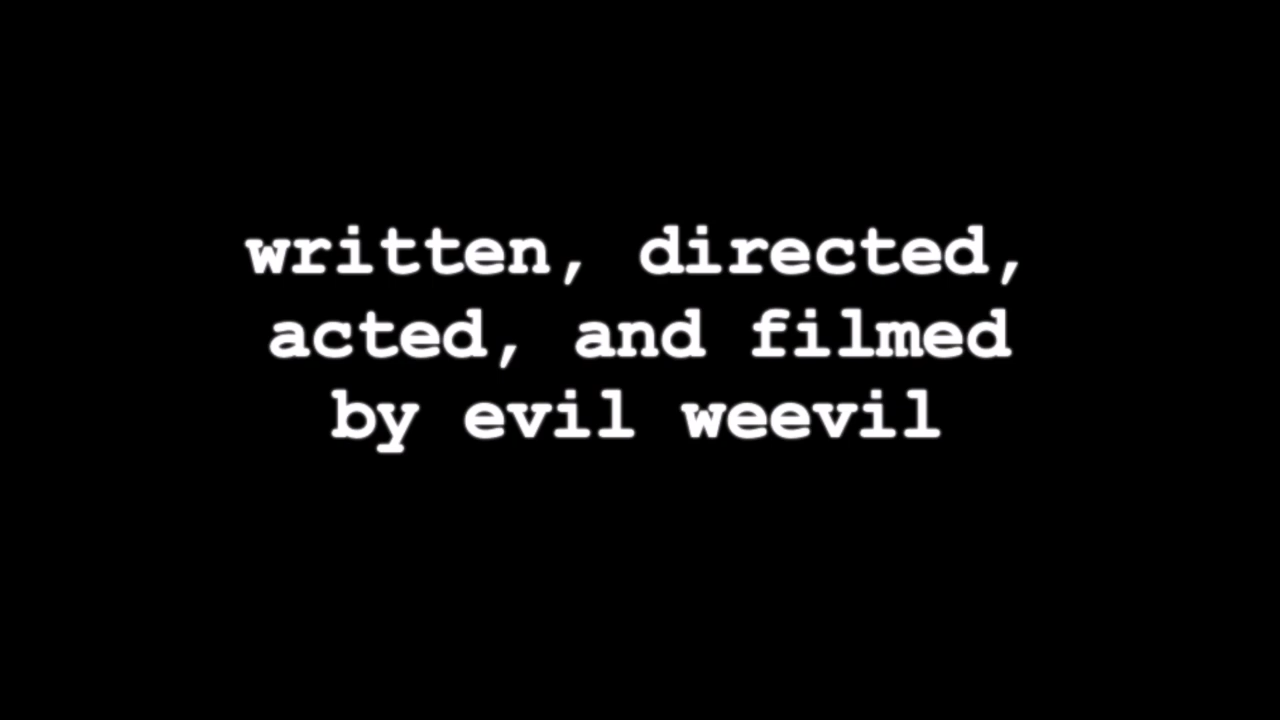 written, directed,
acted, and filmed
by evil weevil